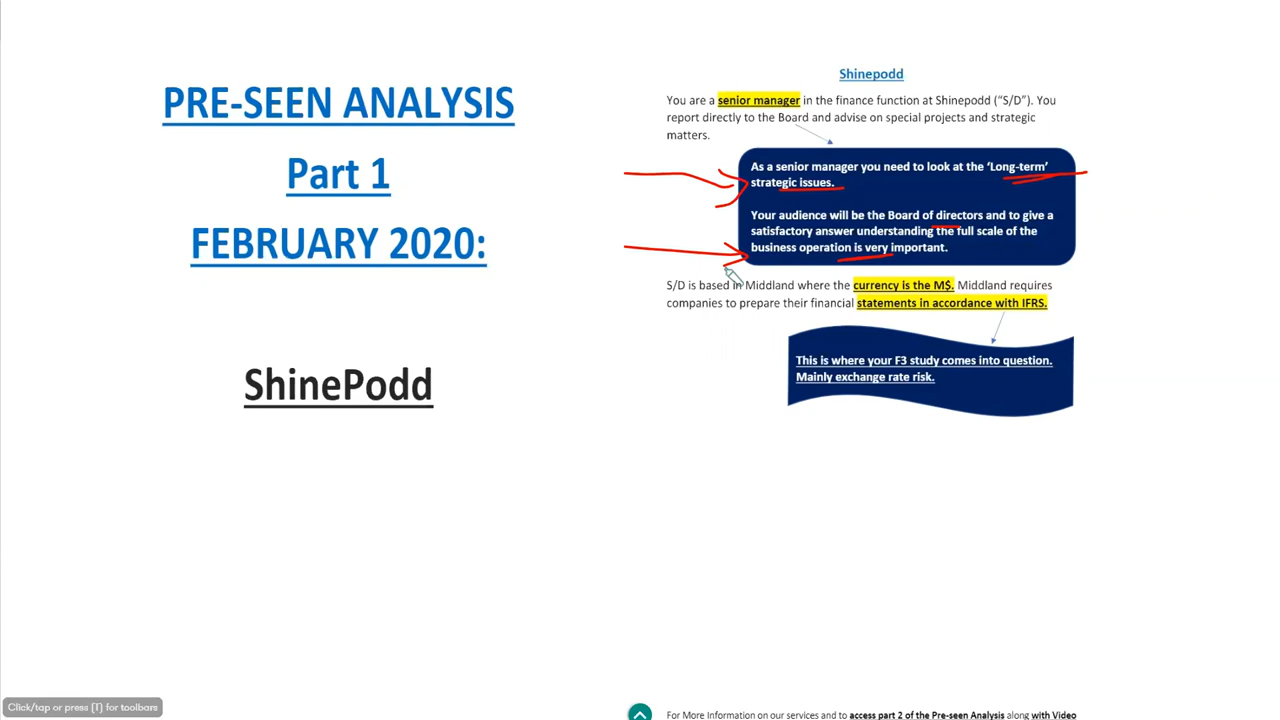 PRE-SEEN ANALYSIS
Part 1
FEBRUARY 2020:
ShinePodd
Shinepodd
You are a senior manager in the finance function at Shinepodd (“S/D”). You
report directly to the Board and advise on special projects and strategic
matters.
As a senior manager you need to look at the ‘Long-term’
strategic issues.
Your audience will be the Board of directors and to give a
satisfactory answer understanding the full scale of the
business operation is very important.
S/D is based in Middland where the currency is the M$. Middland requires
companies to prepare their financial statements in accordance with IFRS.
This is where your F3 study comes into question.
Mainly exchange rate risk.
Click/tap or press [T] for toolbars
For More Information on our services and to access part 2 of the Pre-seen Analysis along with Video